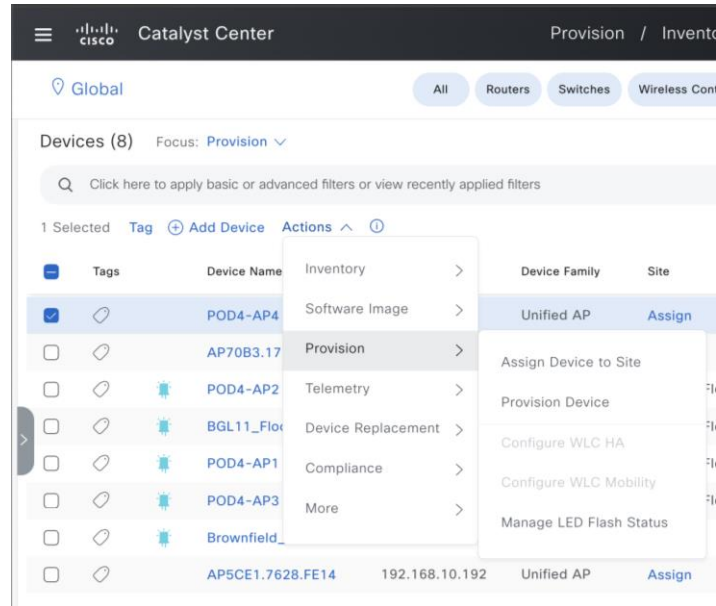 cisco Catalyst Center Provision / Invento
Global All Routers Switches Wireless Cont
Devices (8) Focus: Provision
Click here to apply basic or advanced filters or view recently applied filters
1 Selected Tag Add Device Actions
Tags Device Name Inventory Device Family Site
POD4-AP4 Software Image Unified AP Assign
AP70B3.17 Provision
Assign Device to Site
POD4-AP2 Telemetry
Provision Device
BGL11_Floo Device Replacement
Configure WLC HA
POD4-AP1 Compliance
Configure WLC Mobility
POD4-AP3 More
Manage LED Flash Status
Brownfield_
AP5CE1.7628.FE14 192.168.10.192 Unified AP Assign